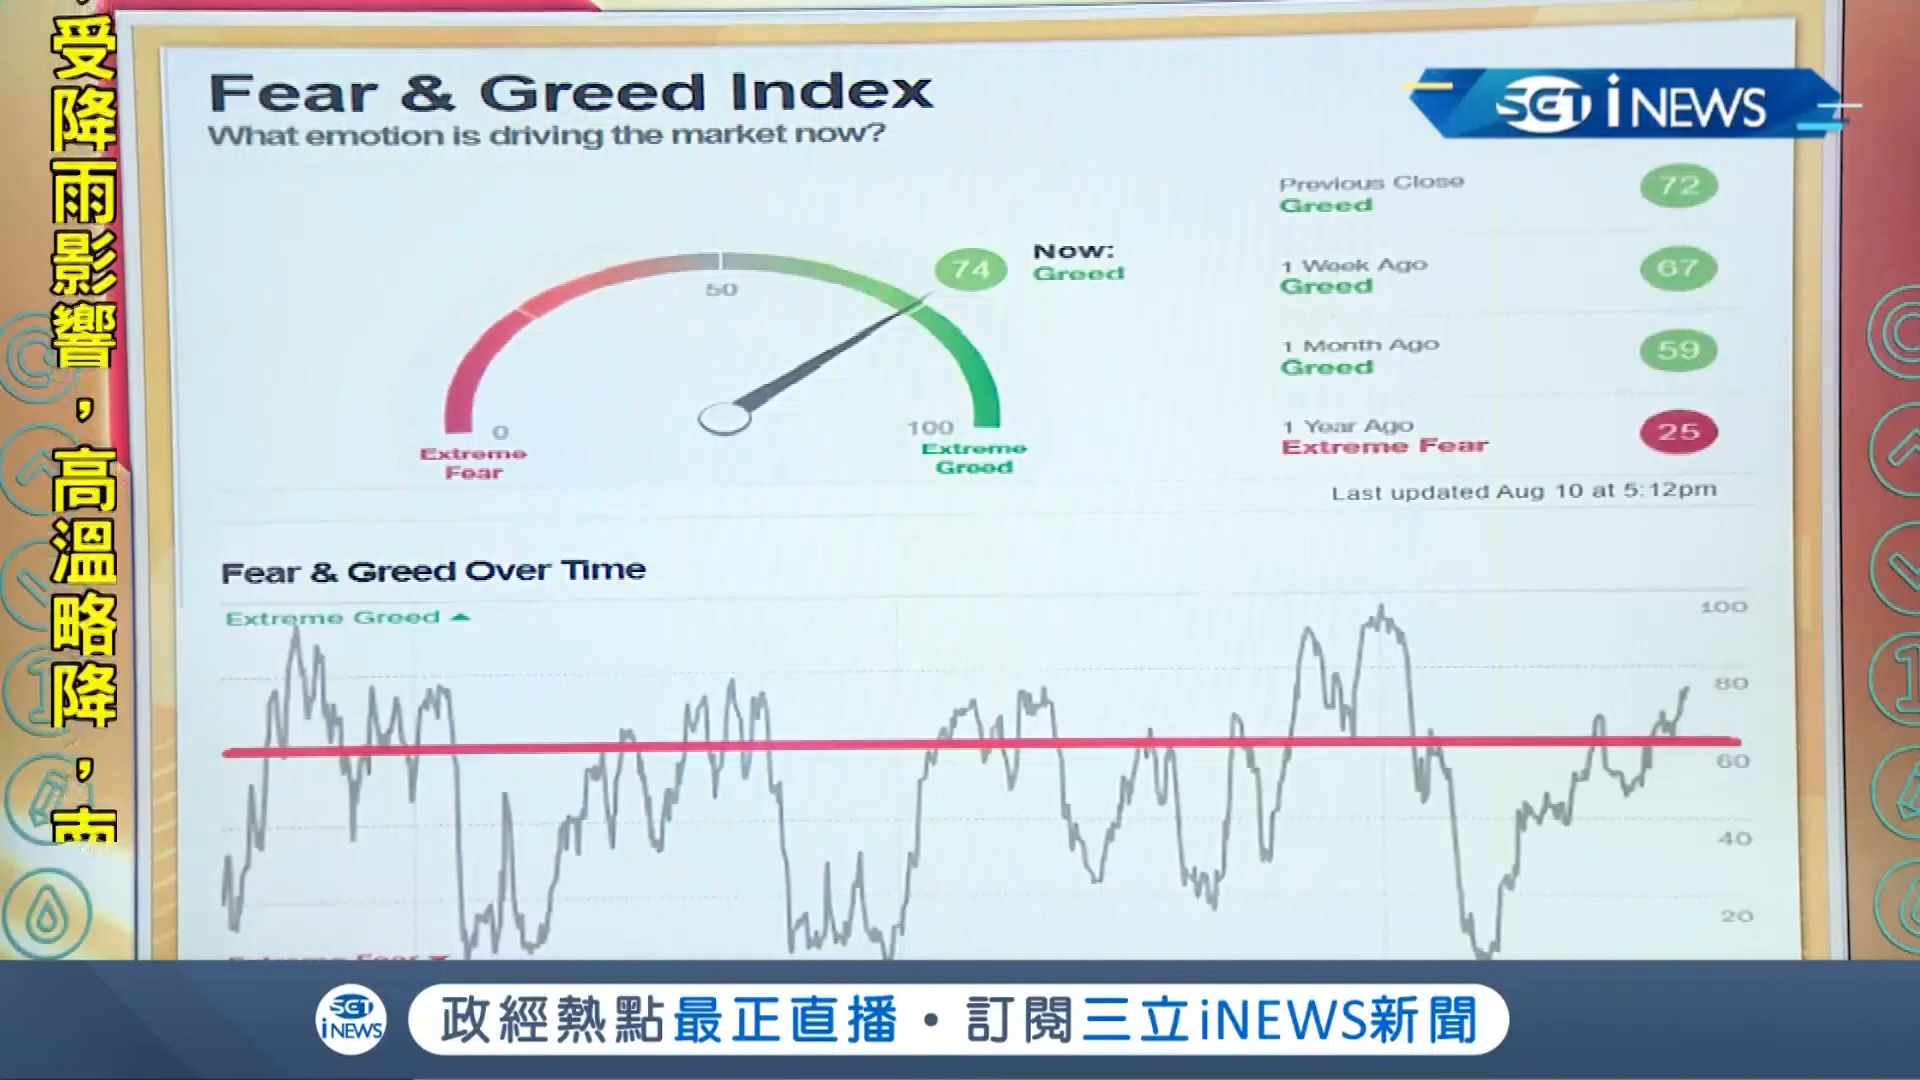 受降雨影響，高溫略降，南
Fear & Greed Index
What emotion is driving the market now?
SET iNEWS
Previous Close
Greed
72
1 Week Ago
Greed
67
1 Month Ago
Greed
59
1 Year Ago
Extreme Fear
25
Last updated Aug 10 at 5:12pm
74
Now:
Greed
50
0
100
Extreme
Fear
Extreme
Greed
Fear & Greed Over Time
Extreme Greed
100
80
60
40
20
Extreme Fear
SET
iNEWS
政經熱點最正直播・訂閱三立iNEWS新聞